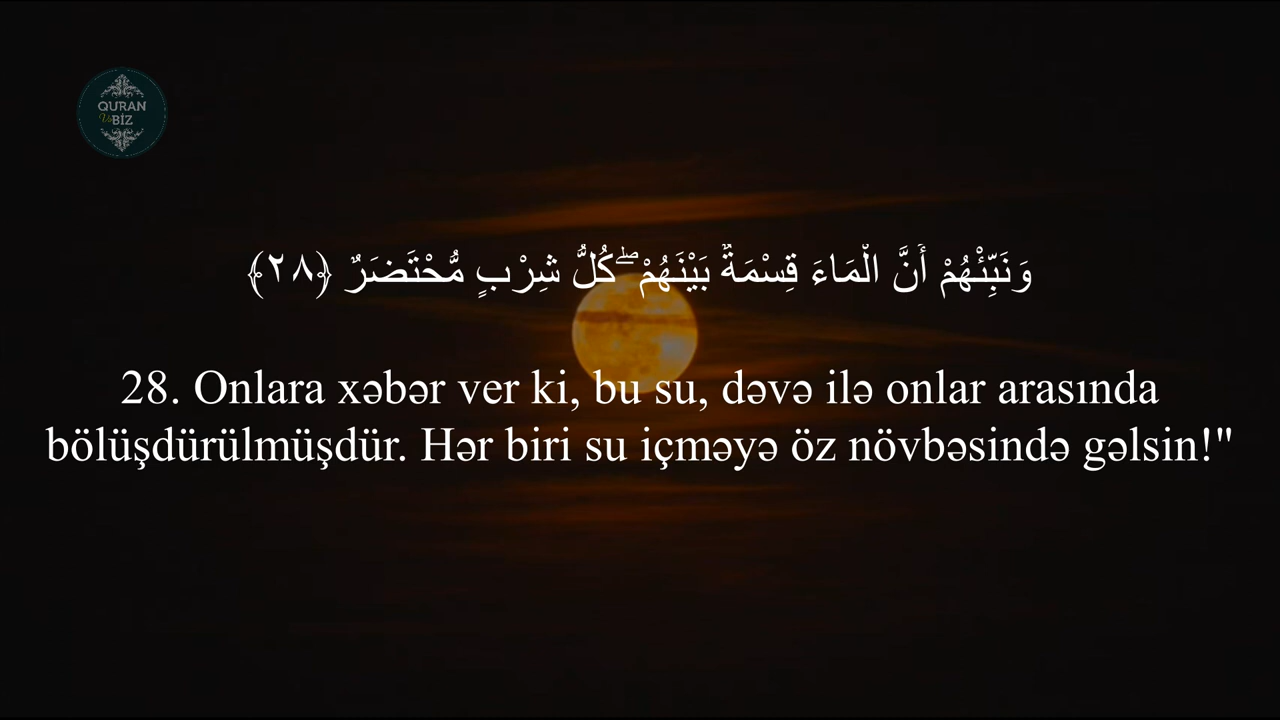 QURAN
Və BİZ
وَنَبِّئْهُمْ أَنَّ الْمَاءَ قِسْمَةٌ بَيْنَهُمْ ۖ كُلُّ شِرْبٍ مُّحْتَضَرٌ ﴿٢٨﴾
28. Onlara xəbər ver ki, bu su, dəvə ilə onlar arasında
bölüşdürülmüşdür. Hər biri su içməyə öz növbəsində gəlsin!"